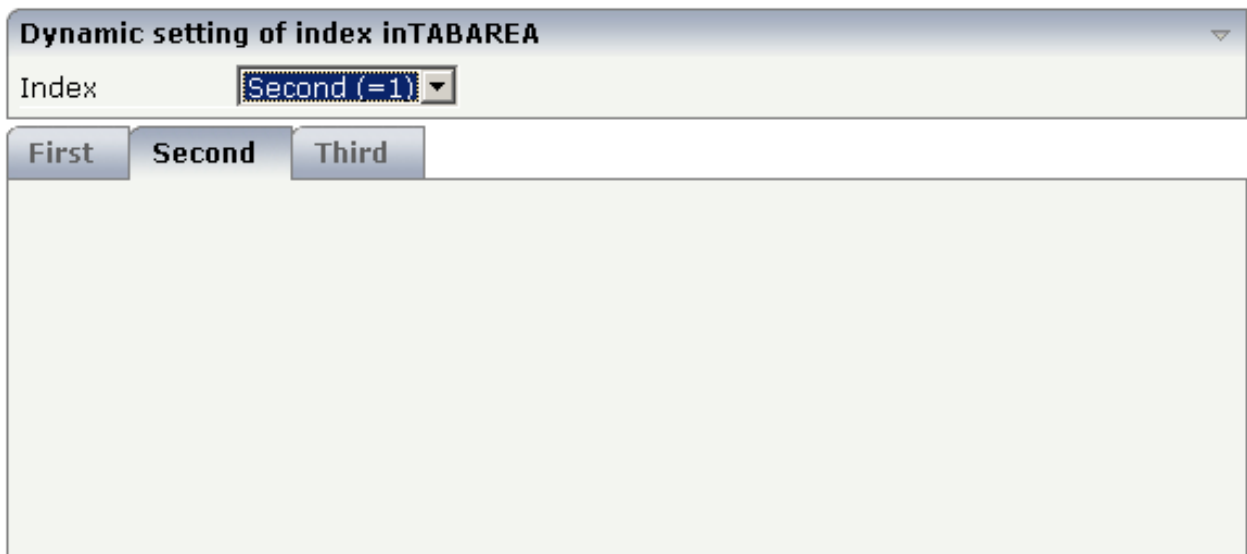 Dynamic setting of index inTABAREA
Index Second (=1)
First Second Third